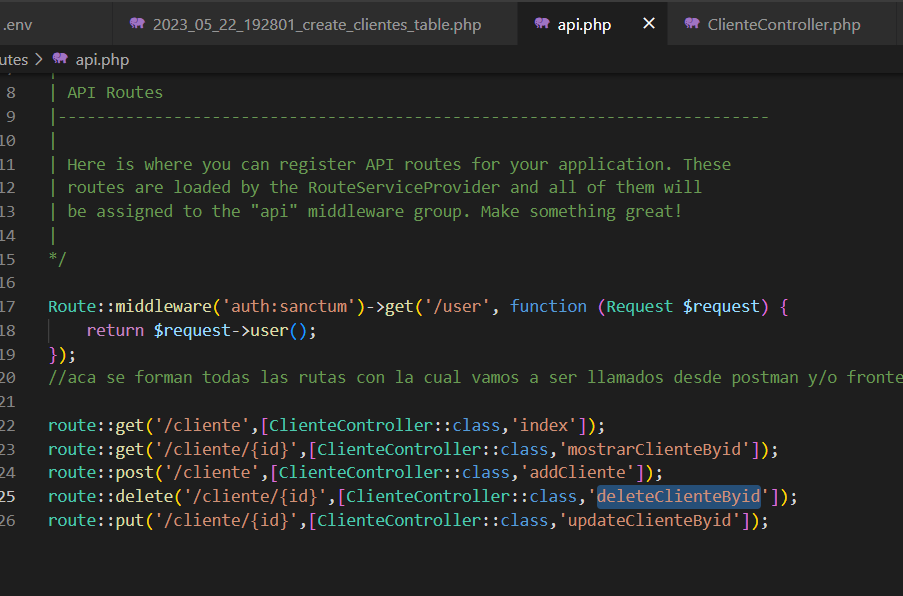 .env 2023_05_22_192801_create_clientes_table.php api.php × ClienteController.php
utes > api.php
8 | API Routes
9 |--------------------------------------------------------------------------
10 |
11 | Here is where you can register API routes for your application. These
12 | routes are loaded by the RouteServiceProvider and all of them will
13 | be assigned to the "api" middleware group. Make something great!
14 |
15 */
16
17 Route::middleware('auth:sanctum')->get('/user', function (Request $request) {
18     return $request->user();
19 });
20 //aca se forman todas las rutas con la cual vamos a ser llamados desde postman y/o fronte
21
22 route::get('/cliente',[ClienteController::class,'index']);
23 route::get('/cliente/{id}',[ClienteController::class,'mostrarClienteByid']);
24 route::post('/cliente',[ClienteController::class,'addCliente']);
25 route::delete('/cliente/{id}',[ClienteController::class,'deleteClienteByid']);
26 route::put('/cliente/{id}',[ClienteController::class,'updateClienteByid']);